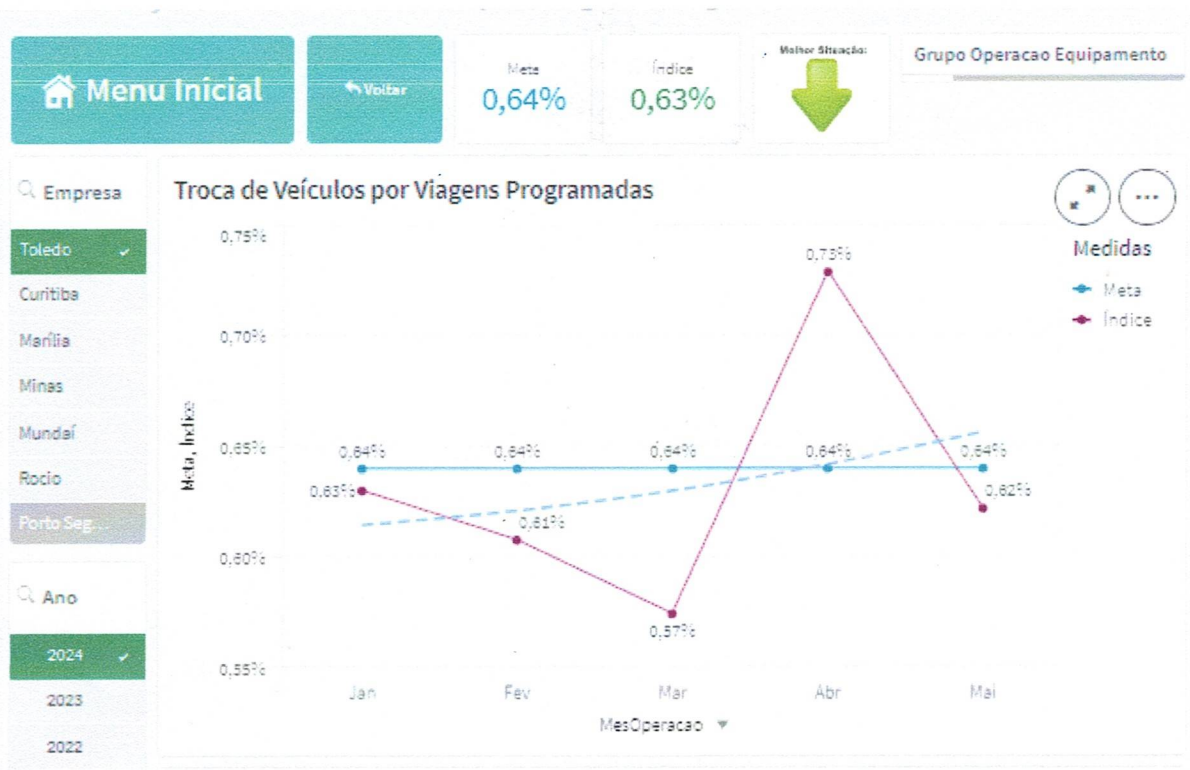 Menu Inicial
Voltar
Meta
0,64%
Índice
0,63%
Melhor Situação:
Grupo Operacao Equipamento
Empresa
Toledo
Curitiba
Marília
Minas
Mundaí
Rocio
Porto Seg...
Ano
2024
2023
2022
Troca de Veículos por Viagens Programadas
Medidas
Meta
Índice
Meta, Índice
0,75%
0,70%
0,65%
0,60%
0,55%
0,64%
0,64%
0,64%
0,64%
0,64%
0,63%
0,61%
0,57%
0,73%
0,62%
Jan
Fev
Mar
Abr
Mai
MesOperacao